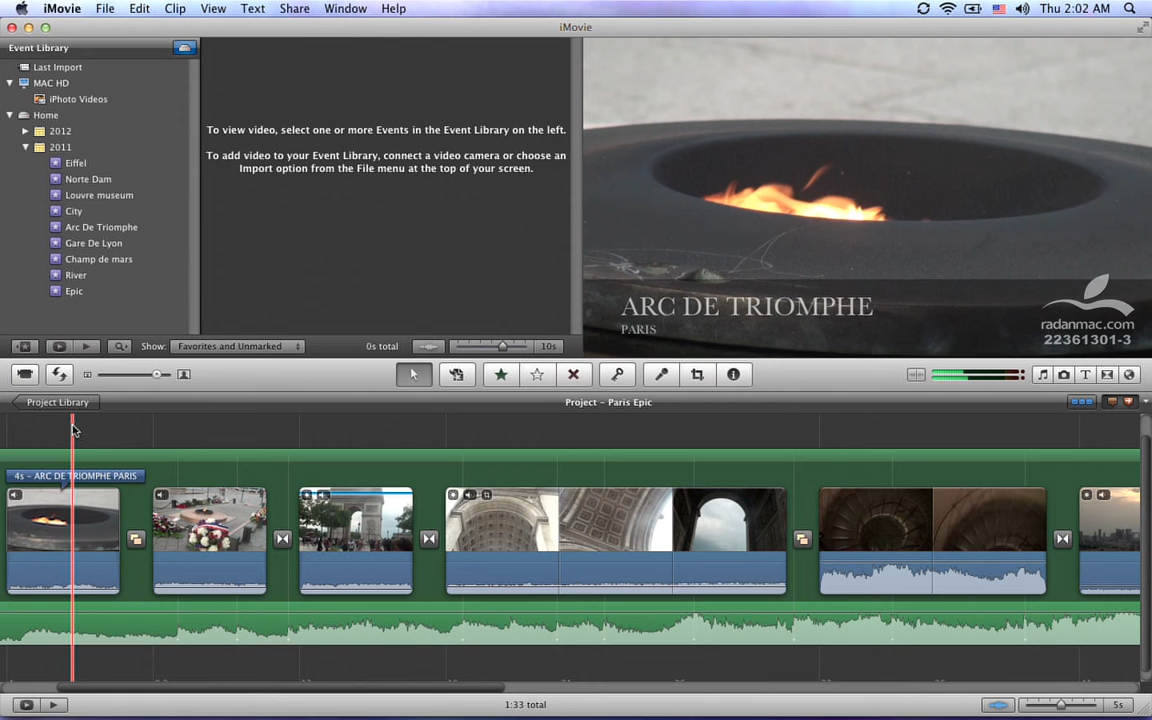 iMovie File Edit Clip View Text Share Window Help Thu 2:02 AM
iMovie
Event Library
Last Import
MAC HD
iPhoto Videos
Home
2012
2011
Eiffel
Norte Dam
Louvre museum
City
Arc De Triomphe
Gare De Lyon
Champ de mars
River
Epic
To view video, select one or more Events in the Event Library on the left.
To add video to your Event Library, connect a video camera or choose an
Import option from the File menu at the top of your screen.
ARC DE TRIOMPHE
PARIS
radanmac.com
22361301-3
Show: Favorites and Unmarked 0s total 10s
Project Library Project - Paris Epic
4s - ARC DE TRIOMPHE PARIS
1:33 total 5s